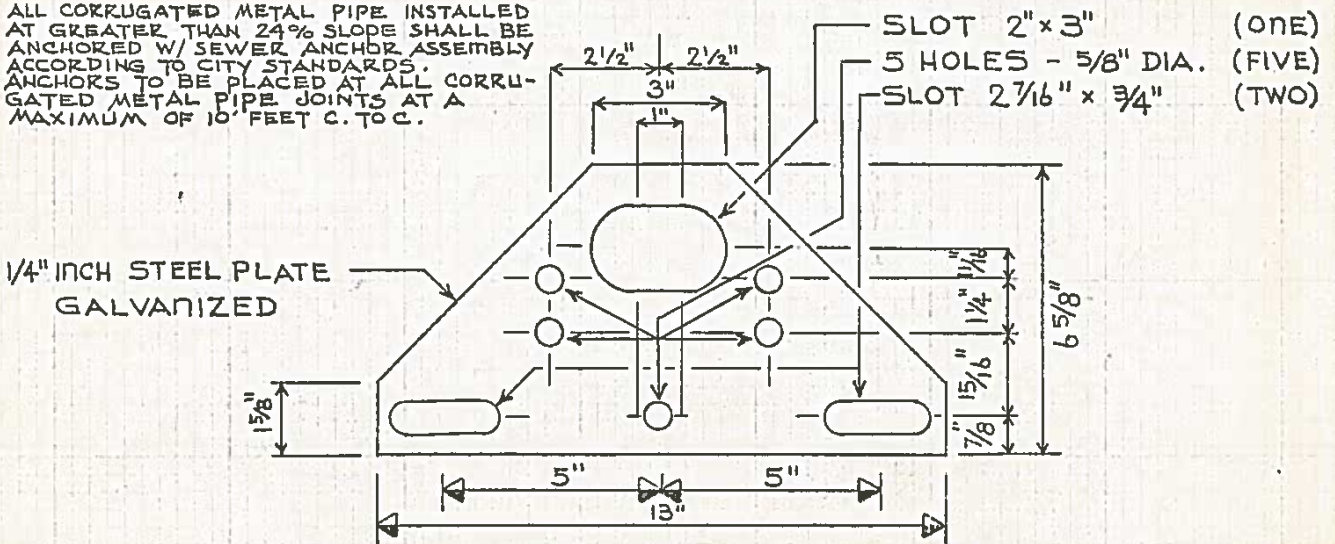 ALL CORRUGATED METAL PIPE INSTALLED
AT GREATER THAN 24% SLOPE SHALL BE
ANCHORED W/ SEWER ANCHOR ASSEMBLY
ACCORDING TO CITY STANDARDS.
ANCHORS TO BE PLACED AT ALL CORRU-
GATED METAL PIPE JOINTS AT A
MAXIMUM OF 10' FEET C. TO C.
SLOT 2" x 3" (ONE)
5 HOLES - 5/8" DIA. (FIVE)
SLOT 2 7/16" x 3/4" (TWO)
2 1/2" 2 1/2"
3"
1"
1/4" INCH STEEL PLATE
GALVANIZED
11/16"
1 1/4"
15/16"
7/8"
6 5/8"
1 5/8"
5" 5"
13"